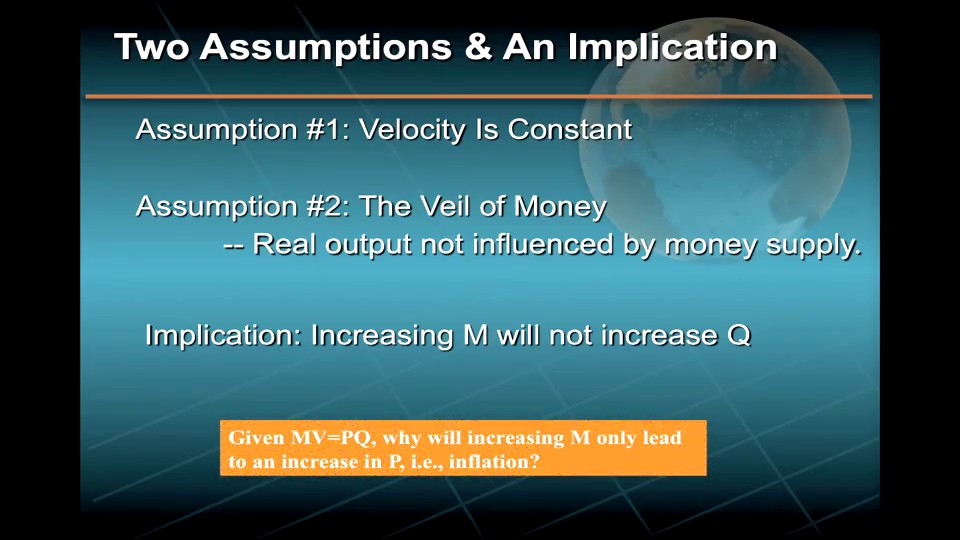 Two Assumptions & An Implication
Assumption #1: Velocity Is Constant
Assumption #2: The Veil of Money
-- Real output not influenced by money supply.
Implication: Increasing M will not increase Q
Given MV=PQ, why will increasing M only lead
to an increase in P, i.e., inflation?